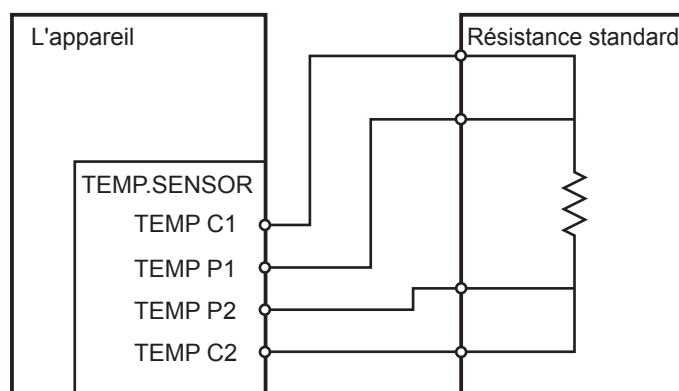 L'appareil
Résistance standard
TEMP.SENSOR
TEMP C1
TEMP P1
TEMP P2
TEMP C2